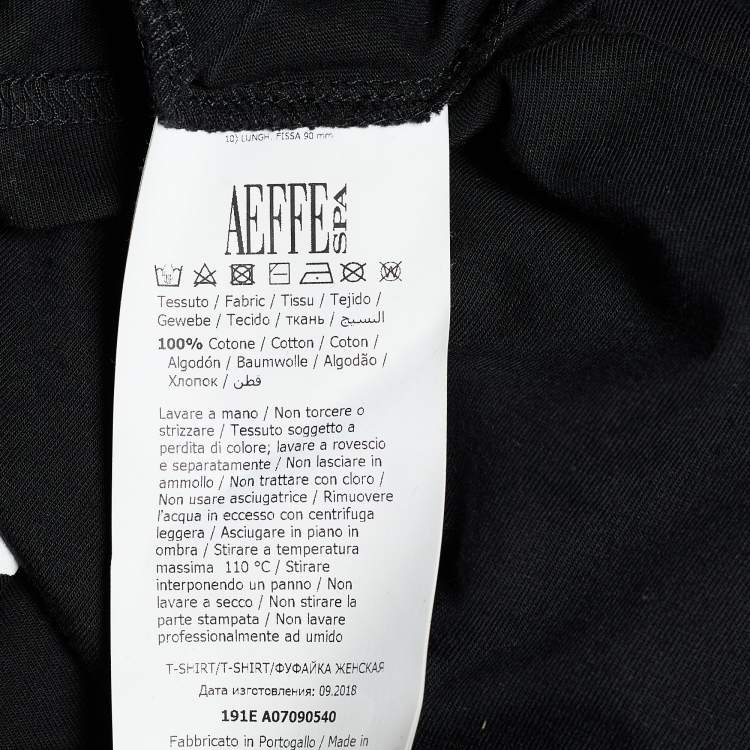 10) LUNGH. FISSA 90 mm
AEFFE SPA
Tessuto / Fabric / Tissu / Tejido /
Gewebe / Tecido / ткань / النسيج
100% Cotone / Cotton / Coton /
Algodón / Baumwolle / Algodão /
Хлопок / قطن
Lavare a mano / Non torcere o
strizzare / Tessuto soggetto a
perdita di colore; lavare a rovescio
e separatamente / Non lasciare in
ammollo / Non trattare con cloro /
Non usare asciugatrice / Rimuovere
l'acqua in eccesso con centrifuga
leggera / Asciugare in piano in
ombra / Stirare a temperatura
massima 110 °C / Stirare
interponendo un panno / Non
lavare a secco / Non stirare la
parte stampata / Non lavare
professionalmente ad umido
T-SHIRT/T-SHIRT/ФУФАЙКА ЖЕНСКАЯ
Дата изготовления: 09.2018
191E A07090540
Fabbricato in Portogallo / Made in